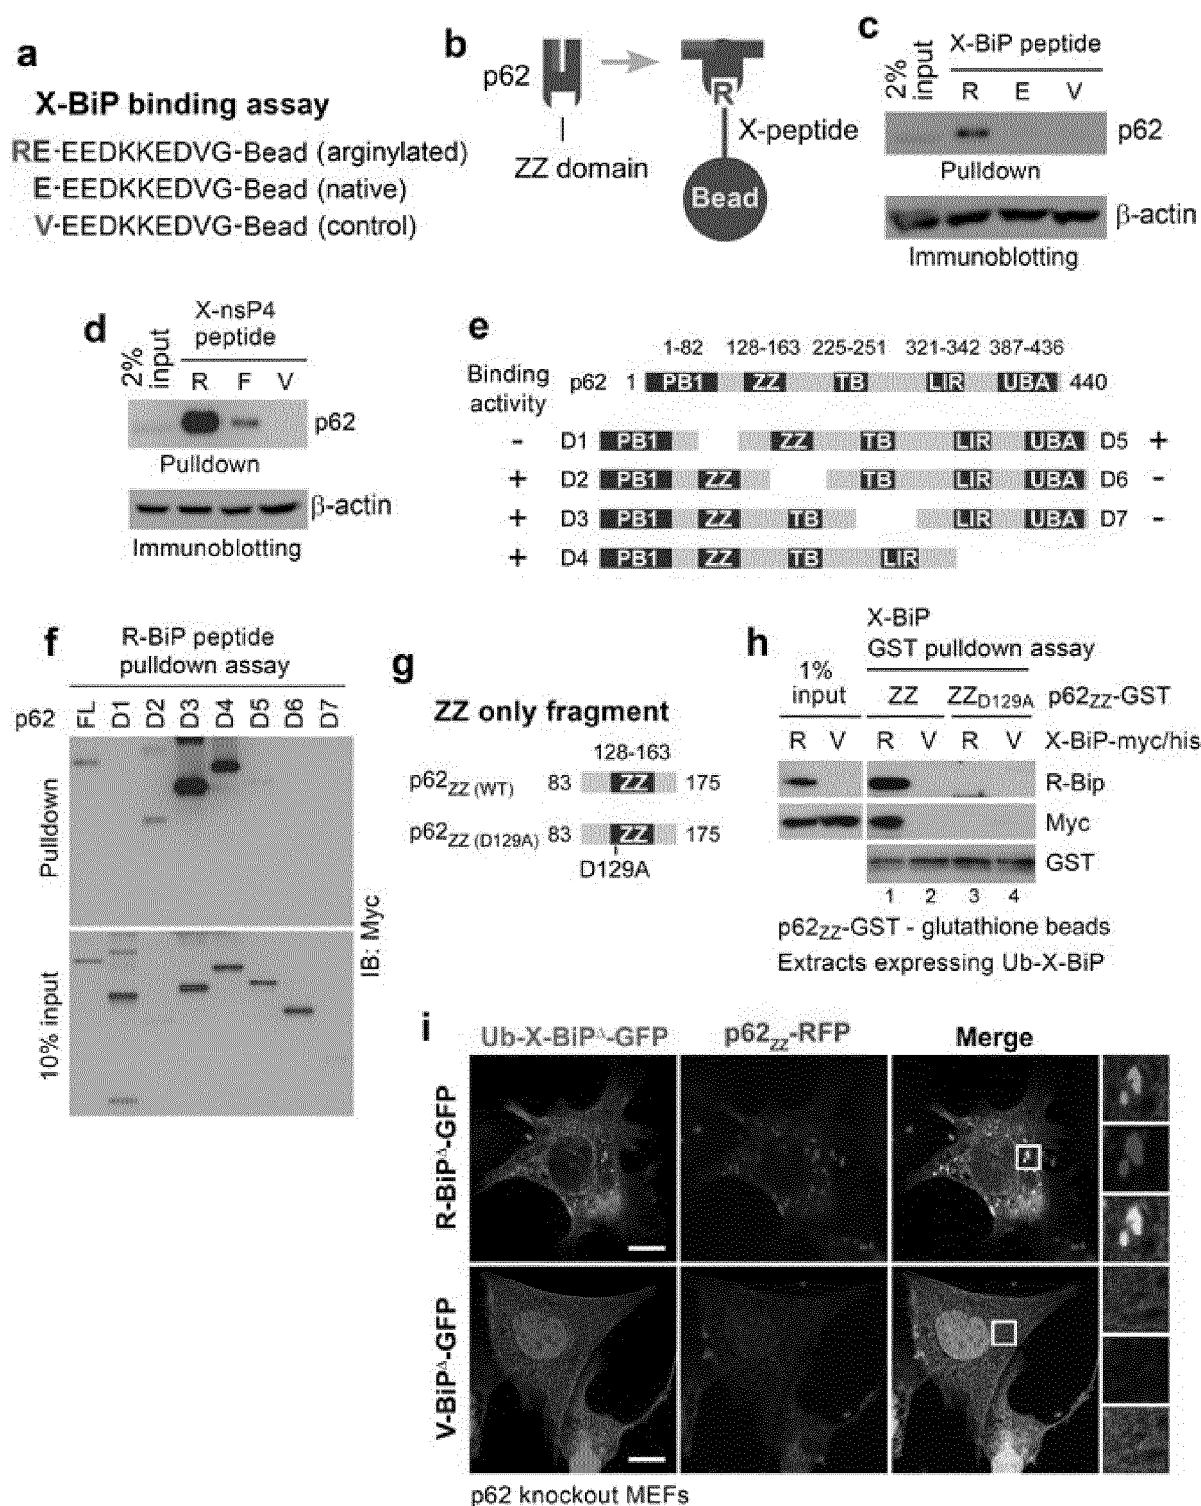 a
X-BiP binding assay
RE-EEDKKEDVG-Bead (arginylated)
E-EEDKKEDVG-Bead (native)
V-EEDKKEDVG-Bead (control)
b
p62
ZZ domain
R
X-peptide
Bead
c
X-BiP peptide
2% input
R E V
p62
Pulldown
β-actin
Immunoblotting
d
X-nsP4
peptide
2% input
R F V
p62
Pulldown
β-actin
Immunoblotting
e
1-82 128-163 225-251 321-342 387-436
Binding
activity
p62 1 PB1 ZZ TB LIR UBA 440
- D1 PB1 ZZ TB LIR UBA D5 +
+ D2 PB1 ZZ TB LIR UBA D6 -
+ D3 PB1 ZZ TB LIR UBA D7 -
+ D4 PB1 ZZ TB LIR
f
R-BiP peptide
pulldown assay
p62 FL D1 D2 D3 D4 D5 D6 D7
Pulldown
10% input
IB: Myc
g
ZZ only fragment
128-163
p62ZZ (WT) 83 ZZ 175
p62ZZ (D129A) 83 ZZ 175
D129A
h
X-BiP
GST pulldown assay
1%
input
ZZ ZZD129A p62ZZ-GST
R V R V R V X-BiP-myc/his
R-Bip
Myc
GST
1 2 3 4
p62ZZ-GST - glutathione beads
Extracts expressing Ub-X-BiP
i
Ub-X-BiPΔ-GFP p62ZZ-RFP Merge
R-BiPΔ-GFP
V-BiPΔ-GFP
p62 knockout MEFs